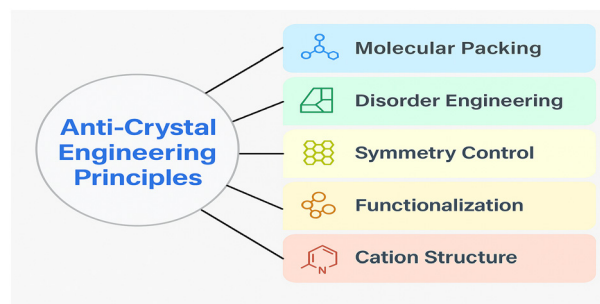 Anti-Crystal
Engineering
Principles
Molecular Packing
Disorder Engineering
Symmetry Control
Functionalization
Cation Structure
N